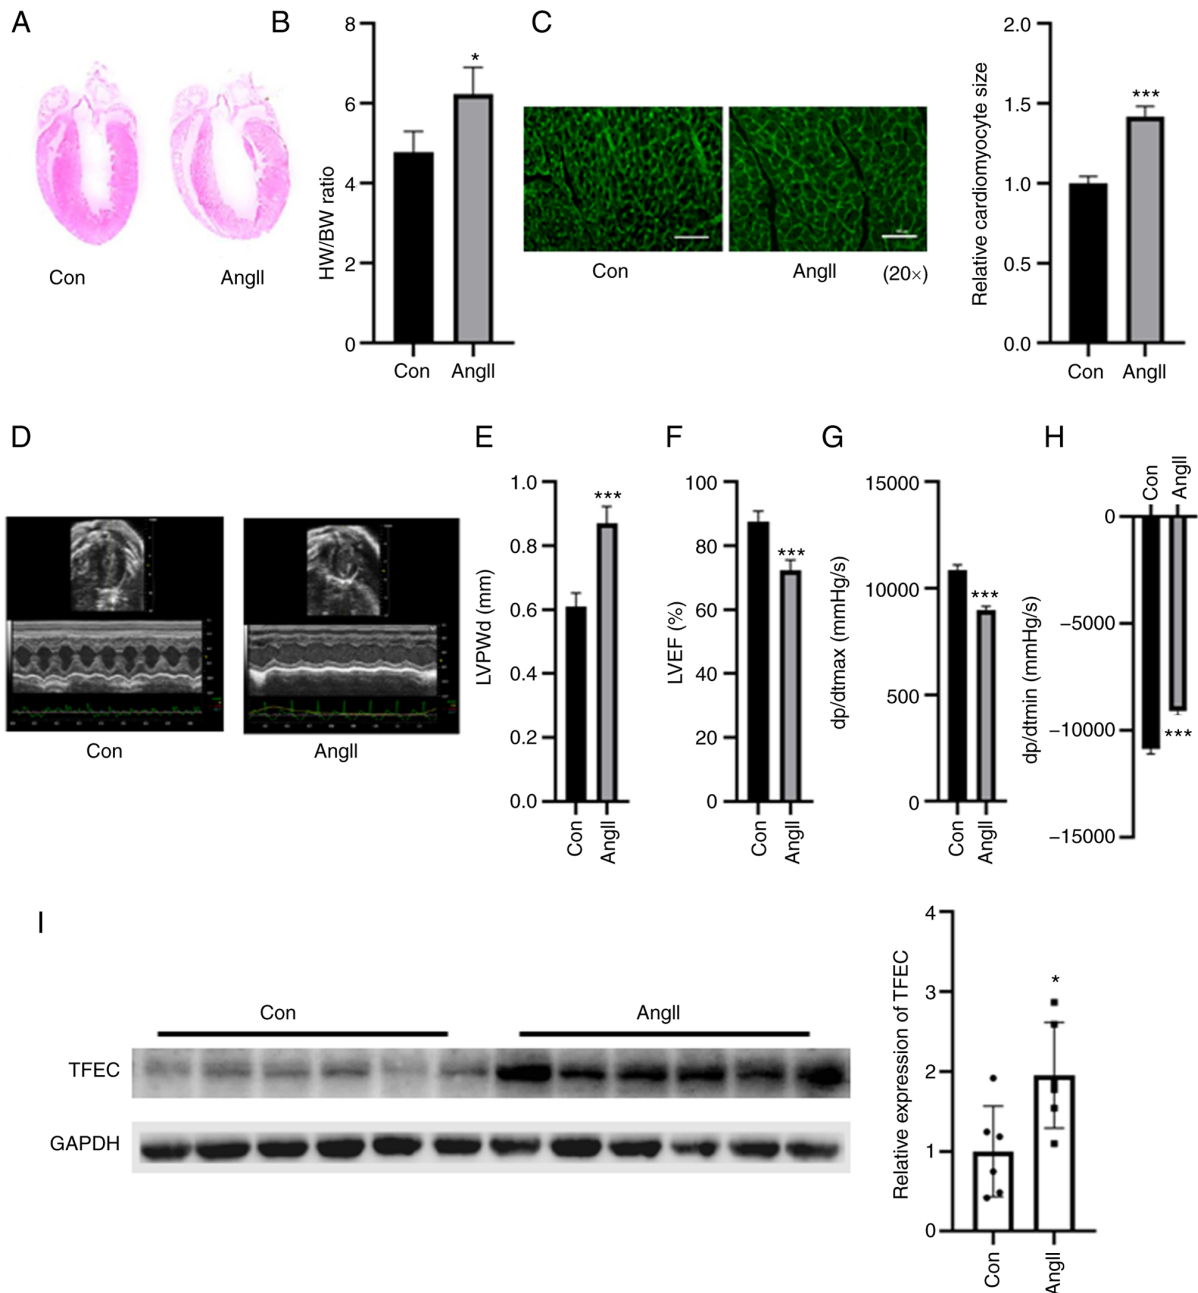 A
B
C
8
6
4
2
0
HW/BW ratio
*
Con
AngII
Con
AngII
Con
AngII
(20×)
2.0
1.5
1.0
0.5
0.0
Relative cardiomyocyte size
***
Con
AngII
D
E
F
G
H
Con
AngII
1.0
0.8
0.6
0.4
0.2
0.0
LVPWd (mm)
***
Con
AngII
100
80
60
40
20
0
LVEF (%)
***
Con
AngII
15000
10000
500
0
dp/dtmax (mmHg/s)
***
Con
AngII
Con
AngII
0
−5000
−10000
−15000
dp/dtmin (mmHg/s)
***
I
Con
AngII
TFEC
GAPDH
4
3
2
1
0
Relative expression of TFEC
*
Con
AngII